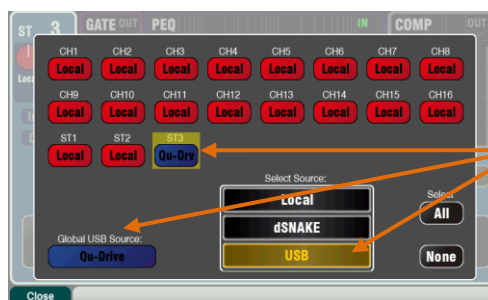 ST 3 GATE OUT PEQ IN COMP OUT
CH1 CH2 CH3 CH4 CH5 CH6 CH7 CH8
Local Local Local Local Local Local Local Local
CH9 CH10 CH11 CH12 CH13 CH14 CH15 CH16
Local Local Local Local Local Local Local Local
ST1 ST2 ST3
Local Local Qu-Drv
Select Source:
Local
dSNAKE
USB
Select
All
None
Global USB Source:
Qu-Drive
Close